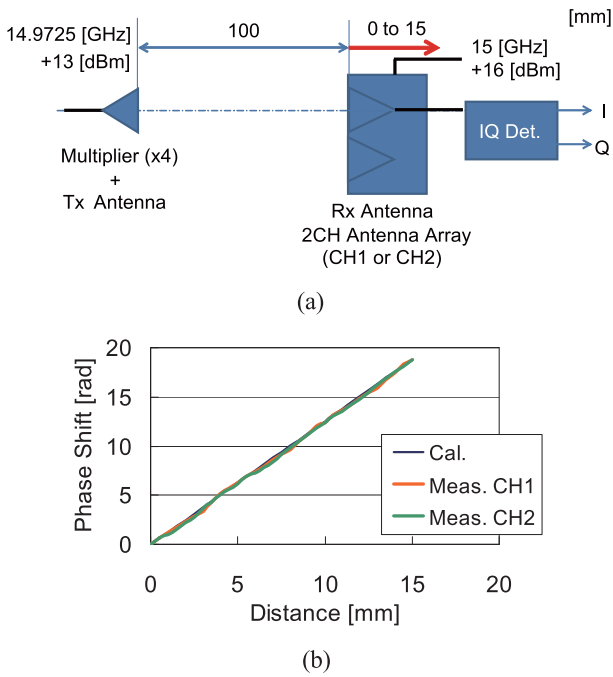 [mm]
14.9725 [GHz]
+13 [dBm]
100
0 to 15
15 [GHz]
+16 [dBm]
IQ Det.
I
Q
Multiplier (x4)
+
Tx Antenna
Rx Antenna
2CH Antenna Array
(CH1 or CH2)
(a)
Phase Shift [rad]
20
15
10
5
0
Cal.
Meas. CH1
Meas. CH2
0
5
10
15
20
Distance [mm]
(b)